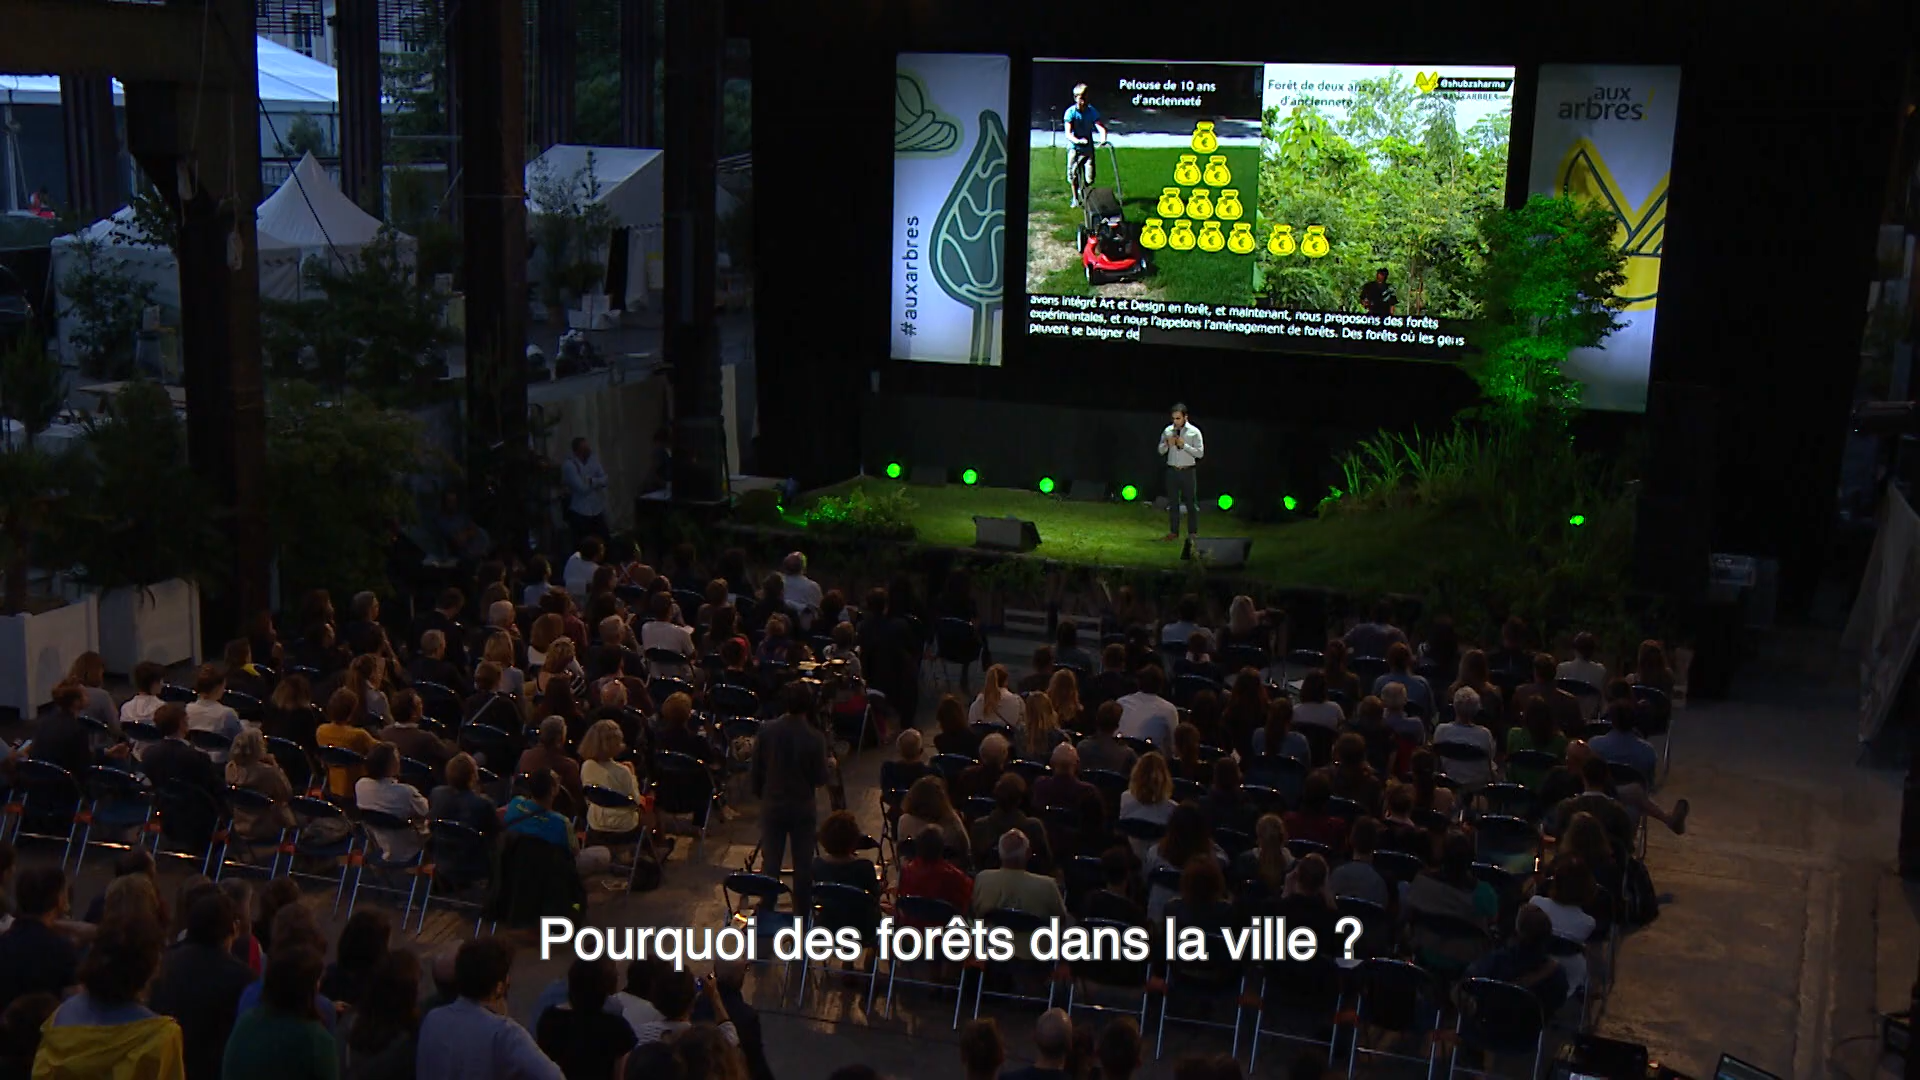 Pelouse de 10 ans
d'ancienneté
Forêt de deux ans
d'ancienneté
@shubzsharma
#AUXARBRES
aux
arbres!
#auxarbres
avons intégré Art et Design en forêt, et maintenant, nous proposons des forêts
expérimentales, et nous l'appelons l'aménagement de forêts. Des forêts où les gens
peuvent se baigner de
Pourquoi des forêts dans la ville ?